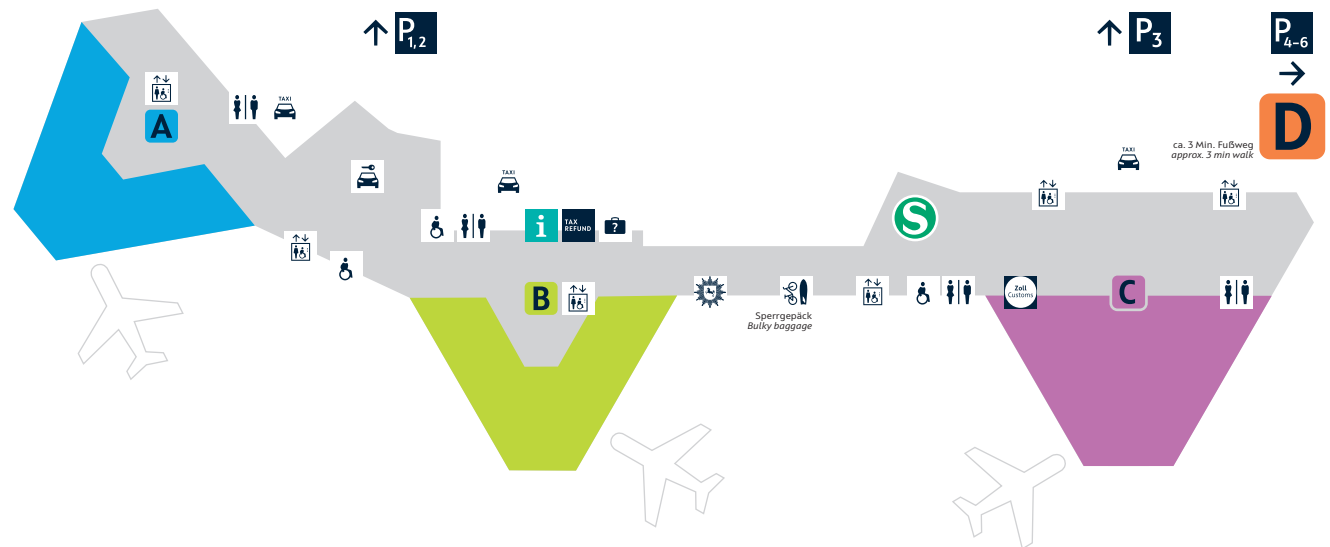 P1,2
P3
P4–6
A
TAXI
D
ca. 3 Min. Fußweg
approx. 3 min walk
TAXI
TAXI
i
TAX
REFUND
?
S
B
Sperrgepäck
Bulky baggage
Zoll
Customs
C